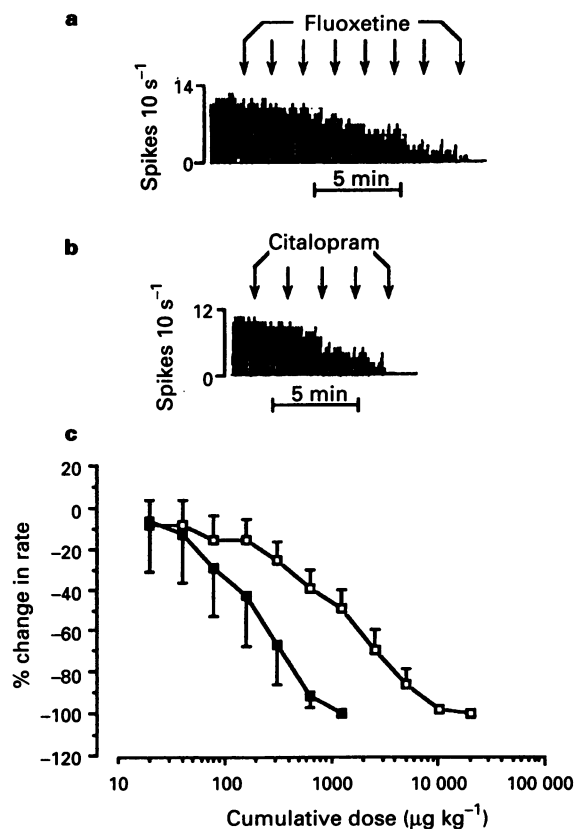 a
Fluoxetine
14
0
Spikes 10 s⁻¹
5 min
b
Citalopram
12
0
Spikes 10 s⁻¹
5 min
c
20
0
−20
−40
−60
−80
−100
−120
% change in rate
10 100 1000 10 000 100 000
Cumulative dose (μg kg⁻¹)